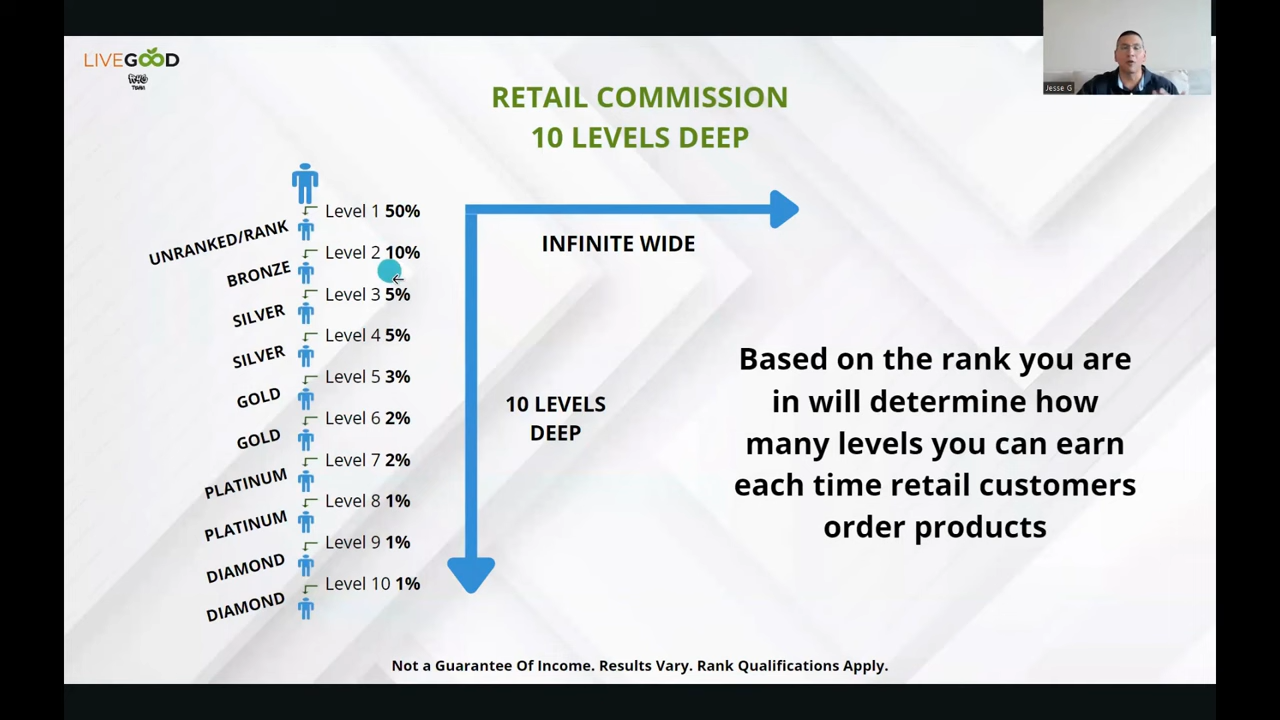 LIVEGOOD
TEAM
Jesse G
RETAIL COMMISSION
10 LEVELS DEEP
Level 1 50%
UNRANKED/RANK
Level 2 10%
BRONZE
Level 3 5%
SILVER
Level 4 5%
SILVER
Level 5 3%
GOLD
Level 6 2%
GOLD
Level 7 2%
PLATINUM
Level 8 1%
PLATINUM
Level 9 1%
DIAMOND
Level 10 1%
DIAMOND
INFINITE WIDE
10 LEVELS
DEEP
Based on the rank you are
in will determine how
many levels you can earn
each time retail customers
order products
Not a Guarantee Of Income. Results Vary. Rank Qualifications Apply.